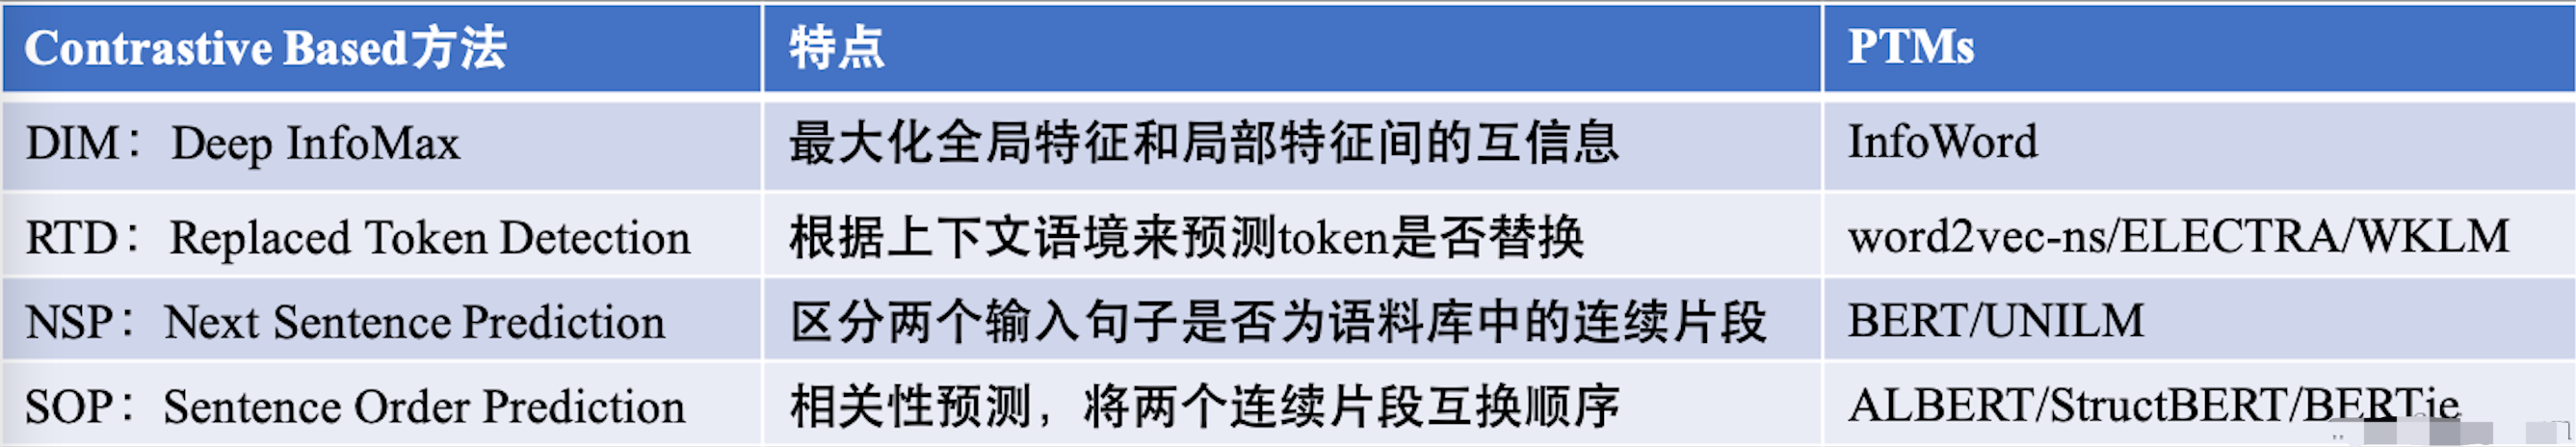 Contrastive Based方法 特点 PTMs
DIM：Deep InfoMax 最大化全局特征和局部特征间的互信息 InfoWord
RTD：Replaced Token Detection 根据上下文语境来预测token是否替换 word2vec-ns/ELECTRA/WKLM
NSP：Next Sentence Prediction 区分两个输入句子是否为语料库中的连续片段 BERT/UNILM
SOP：Sentence Order Prediction 相关性预测，将两个连续片段互换顺序 ALBERT/StructBERT/BERTje